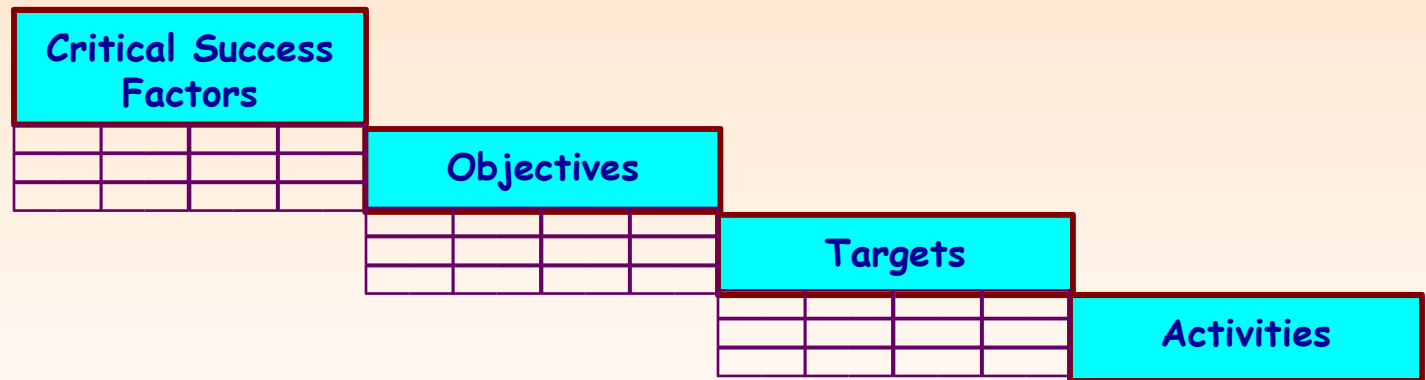 Critical Success
Factors
Objectives
Targets
Activities